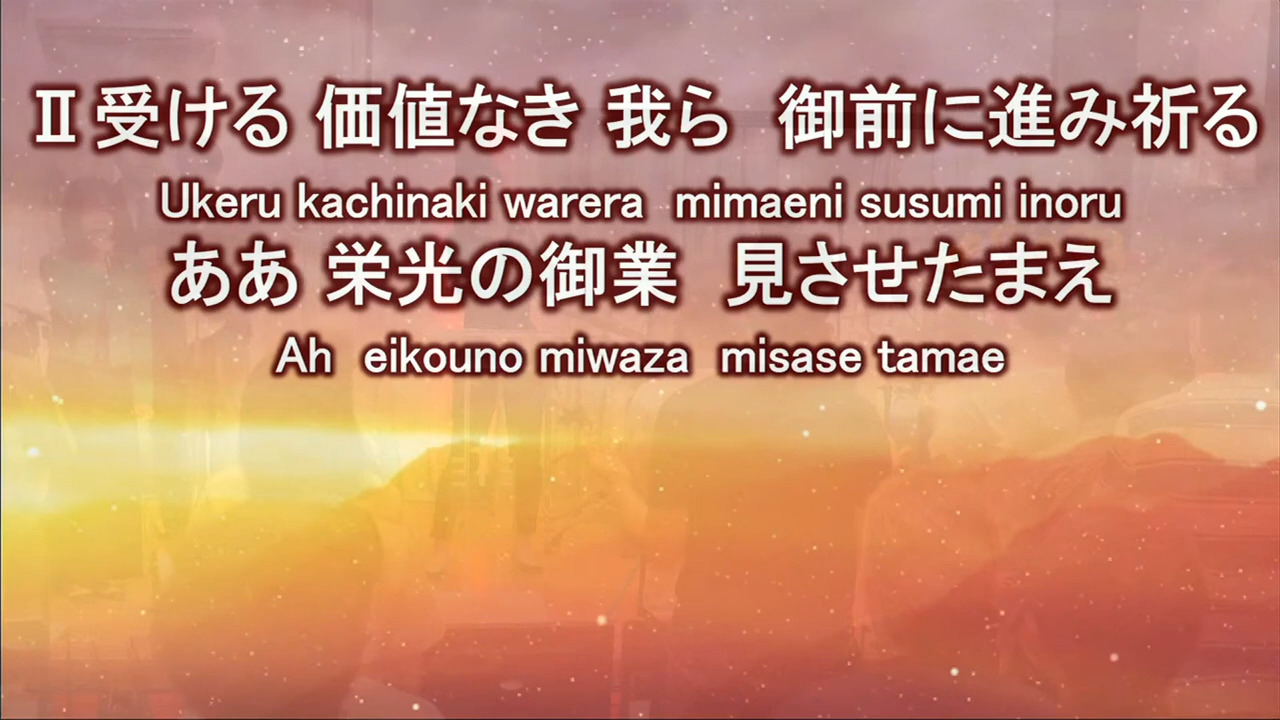 Ⅱ受ける 価値なき 我ら　御前に進み祈る
Ukeru kachinaki warera　mimaeni susumi inoru
ああ 栄光の御業　見させたまえ
Ah　eikouno miwaza　misase tamae